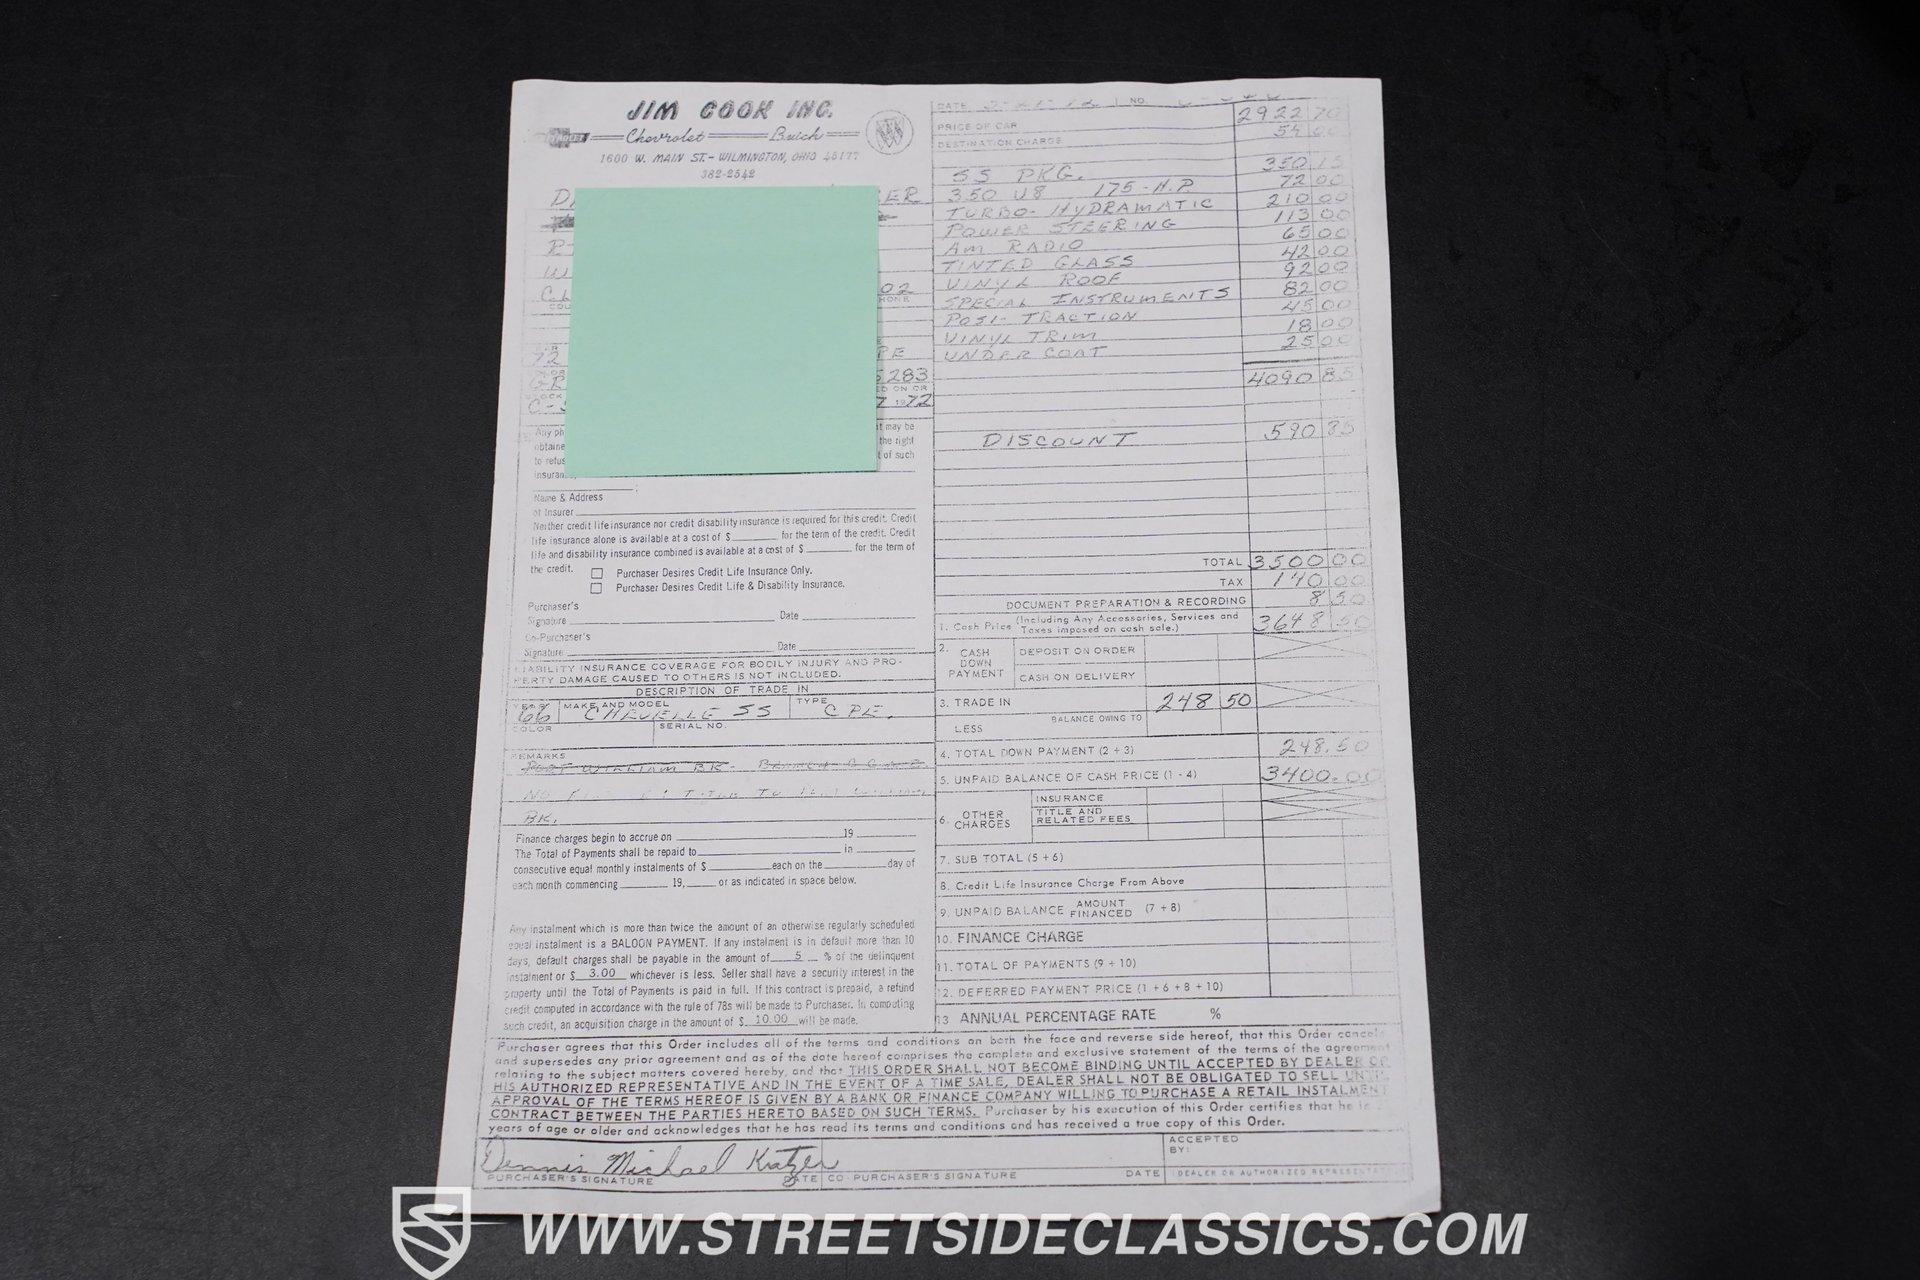 JIM COOK INC.
Chevrolet Buick
1600 W. MAIN ST. - WILMINGTON, OHIO 45177
382-2542
ER
02
HONE
72
PE
GR
5283
ED ON OR
C-
7 1972
Any ph
it may be
obtaine
the right
to refus
t of such
insuran
Name & Address
of Insurer
Neither credit life insurance nor credit disability insurance is required for this credit. Credit
life insurance alone is available at a cost of $ for the term of the credit. Credit
life and disability insurance combined is available at a cost of $ for the term of
the credit.
Purchaser Desires Credit Life Insurance Only.
Purchaser Desires Credit Life & Disability Insurance.
Purchaser's
Signature Date
Co-Purchaser's
Signature Date
LIABILITY INSURANCE COVERAGE FOR BODILY INJURY AND PRO-
PERTY DAMAGE CAUSED TO OTHERS IS NOT INCLUDED.
DESCRIPTION OF TRADE IN
YEAR MAKE AND MODEL TYPE
66 CHEVELLE SS CPE.
COLOR SERIAL NO.
REMARKS
BK.
Finance charges begin to accrue on 19
The Total of Payments shall be repaid to in
consecutive equal monthly instalments of $ each on the day of
each month commencing 19, or as indicated in space below.
Any instalment which is more than twice the amount of an otherwise regularly scheduled
equal instalment is a BALOON PAYMENT. If any instalment is in default more than 10
days, default charges shall be payable in the amount of 5 % of the delinquent
instalment or $ 3.00 whichever is less. Seller shall have a security interest in the
property until the Total of Payments is paid in full. If this contract is prepaid, a refund
credit computed in accordance with the rule of 78s will be made to Purchaser. In computing
such credit, an acquisition charge in the amount of $ 10.00 will be made.
DATE NO.
PRICE OF CAR 2922 70
DESTINATION CHARGE 54 00
SS PKG. 350 15
350 V8 175-H.P. 72 00
TURBO-HYDRAMATIC 210 00
POWER STEERING 113 00
AM RADIO 65 00
TINTED GLASS 42 00
VINYL ROOF 92 00
SPECIAL INSTRUMENTS 82 00
POSI-TRACTION 45 00
VINYL TRIM 18 00
UNDER COAT 25 00
4090 85
DISCOUNT 590 85
TOTAL 3500 00
TAX 140 00
DOCUMENT PREPARATION & RECORDING 8 50
1. Cash Price (Including Any Accessories, Services and Taxes imposed on cash sale.) 3648 50
2. CASH DOWN PAYMENT DEPOSIT ON ORDER
CASH ON DELIVERY
3. TRADE IN 248 50
LESS BALANCE OWING TO
4. TOTAL DOWN PAYMENT (2 + 3) 248.50
5. UNPAID BALANCE OF CASH PRICE (1 - 4) 3400.00
6. OTHER CHARGES INSURANCE
TITLE AND RELATED FEES
7. SUB TOTAL (5 + 6)
8. Credit Life Insurance Charge From Above
9. UNPAID BALANCE AMOUNT FINANCED (7 + 8)
10. FINANCE CHARGE
11. TOTAL OF PAYMENTS (9 + 10)
12. DEFERRED PAYMENT PRICE (1 + 6 + 8 + 10)
13 ANNUAL PERCENTAGE RATE %
Purchaser agrees that this Order includes all of the terms and conditions on both the face and reverse side hereof, that this Order cancels
and supersedes any prior agreement and as of the date hereof comprises the complete and exclusive statement of the terms of the agreement
relating to the subject matters covered hereby, and that THIS ORDER SHALL NOT BECOME BINDING UNTIL ACCEPTED BY DEALER OR
HIS AUTHORIZED REPRESENTATIVE AND IN THE EVENT OF A TIME SALE, DEALER SHALL NOT BE OBLIGATED TO SELL UNTIL
APPROVAL OF THE TERMS HEREOF IS GIVEN BY A BANK OR FINANCE COMPANY WILLING TO PURCHASE A RETAIL INSTALMENT
CONTRACT BETWEEN THE PARTIES HERETO BASED ON SUCH TERMS. Purchaser by his execution of this Order certifies that he is
years of age or older and acknowledges that he has read its terms and conditions and has received a true copy of this Order.
Dennis Michael Kratzer
PURCHASER'S SIGNATURE DATE CO-PURCHASER'S SIGNATURE DATE
ACCEPTED BY:
DEALER OR AUTHORIZED REPRESENTATIVE
WWW.STREETSIDECLASSICS.COM